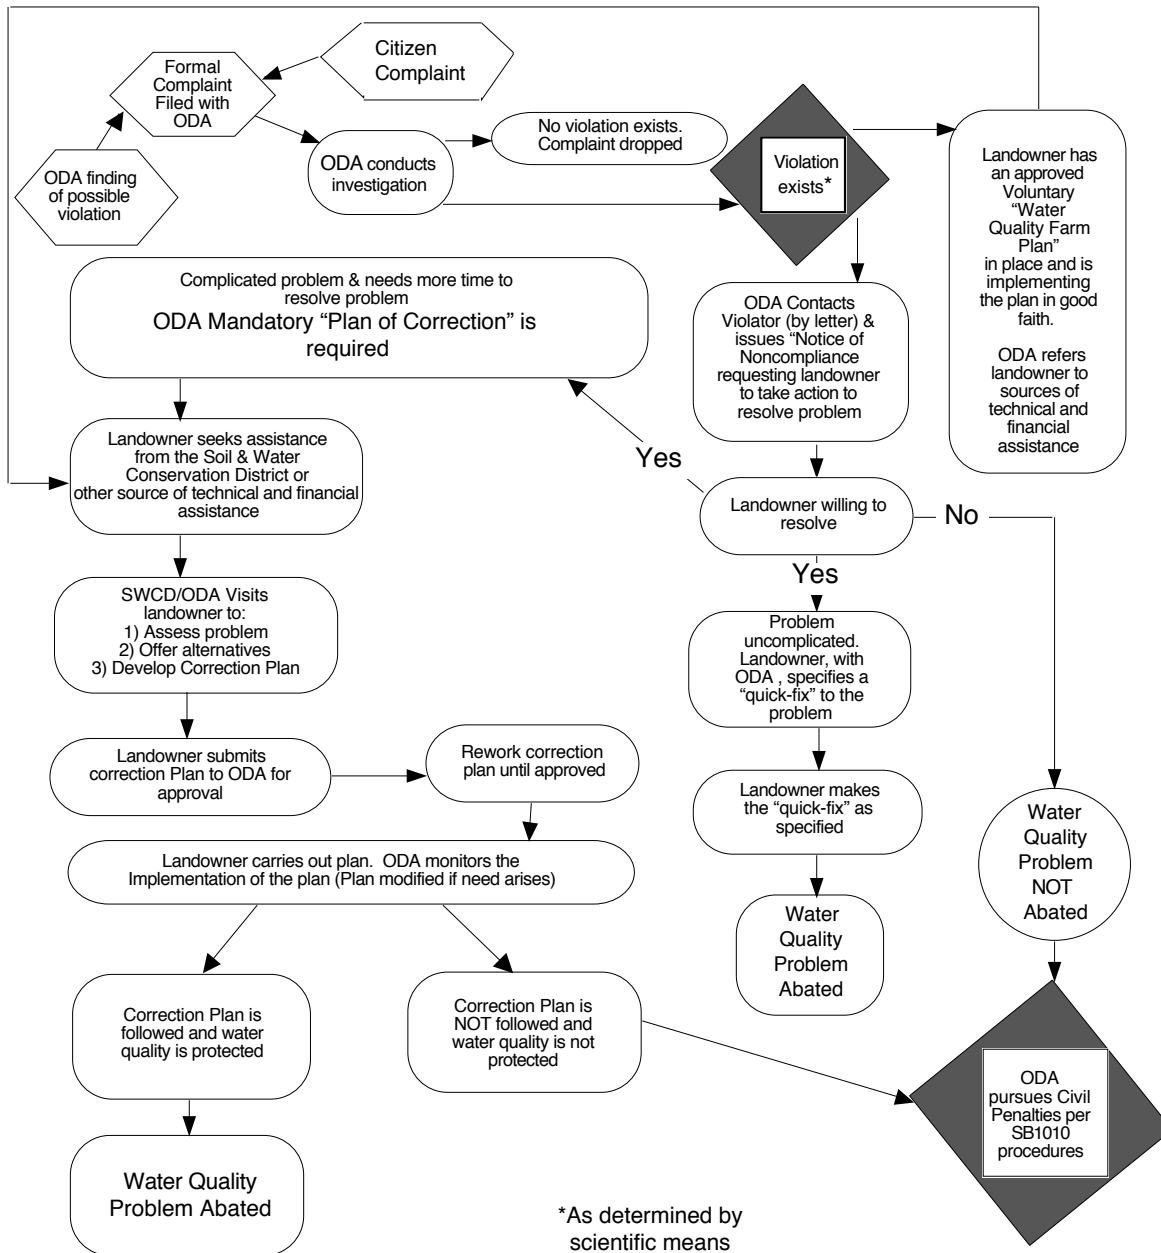 Citizen
Complaint
Formal
Complaint
Filed with
ODA
ODA finding
of possible
violation
ODA conducts
investigation
No violation exists.
Complaint dropped
Violation
exists*
Landowner has
an approved
Voluntary
“Water
Quality Farm
Plan”
in place and is
implementing
the plan in good
faith.
ODA refers
landowner to
sources of
technical and
financial
assistance
Complicated problem & needs more time to
resolve problem
ODA Mandatory “Plan of Correction” is
required
ODA Contacts
Violator (by letter) &
issues “Notice of
Noncompliance
requesting landowner
to take action to
resolve problem
Landowner seeks assistance
from the Soil & Water
Conservation District or
other source of technical and financial
assistance
Yes
Landowner willing to
resolve
No
Yes
SWCD/ODA Visits
landowner to:
1) Assess problem
2) Offer alternatives
3) Develop Correction Plan
Problem
uncomplicated.
Landowner, with
ODA , specifies a
“quick-fix” to the
problem
Landowner submits
correction Plan to ODA for
approval
Rework correction
plan until approved
Landowner makes
the “quick-fix” as
specified
Water
Quality
Problem
NOT
Abated
Landowner carries out plan. ODA monitors the
Implementation of the plan (Plan modified if need arises)
Water
Quality
Problem
Abated
Correction Plan is
followed and water
quality is protected
Correction Plan is
NOT followed and
water quality is not
protected
ODA
pursues Civil
Penalties per
SB1010
procedures
Water Quality
Problem Abated
*As determined by
scientific means